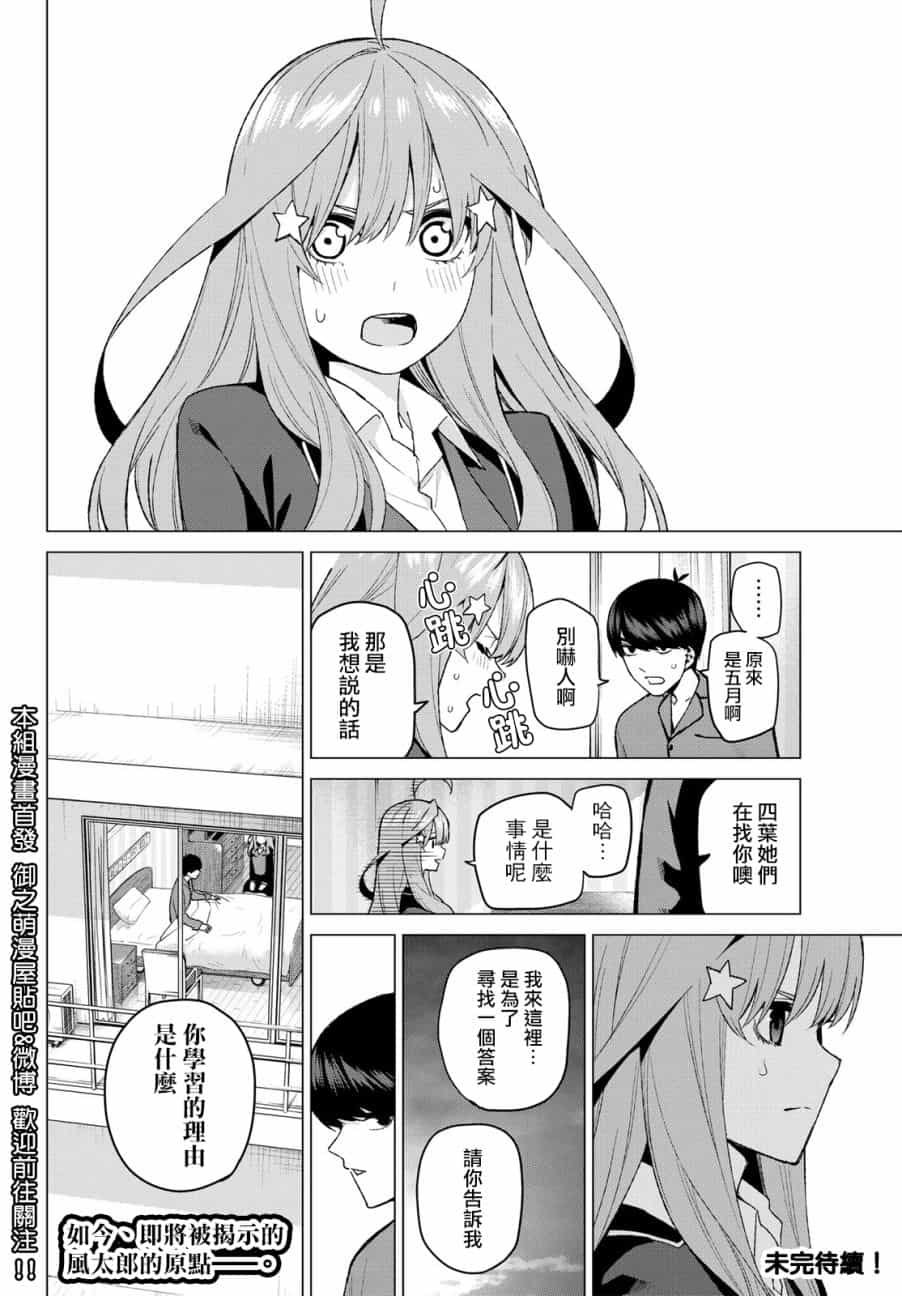 ……
原來
是五月啊
別嚇人啊
心跳
心跳
那是
我想説的話
四葉她們
在找你噢
哈哈…
是什麼
事情呢
我來這裡…
是為了
尋找一個答案
請你告訴我
你學習的理由
是什麼
如今、即將被揭示的
風太郎的原點——。
未完待續！
本組漫畫首發 御之萌漫屋貼吧&微博 歡迎前往關注!!